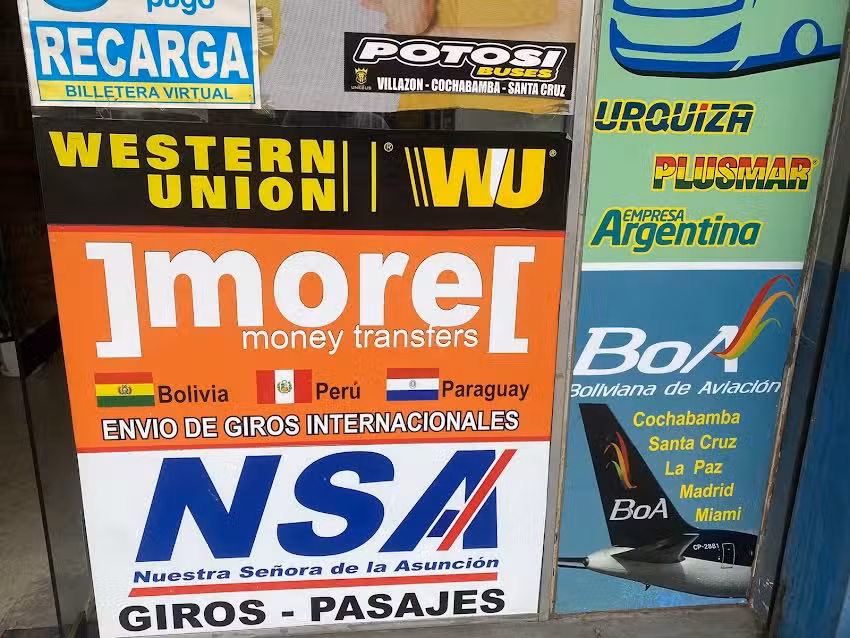 pago
RECARGA
BILLETERA VIRTUAL
POTOSI
BUSES
VILLAZON - COCHABAMBA - SANTA CRUZ
WESTERN
UNION
®
WU
®
]more[
money transfers
Bolivia
Perú
Paraguay
ENVIO DE GIROS INTERNACIONALES
NSA
Nuestra Señora de la Asunción
GIROS - PASAJES
URQUIZA
PLUSMAR®
EMPRESA
Argentina
BoA
Boliviana de Aviación
Cochabamba
Santa Cruz
La Paz
Madrid
Miami
BoA
CP-2881